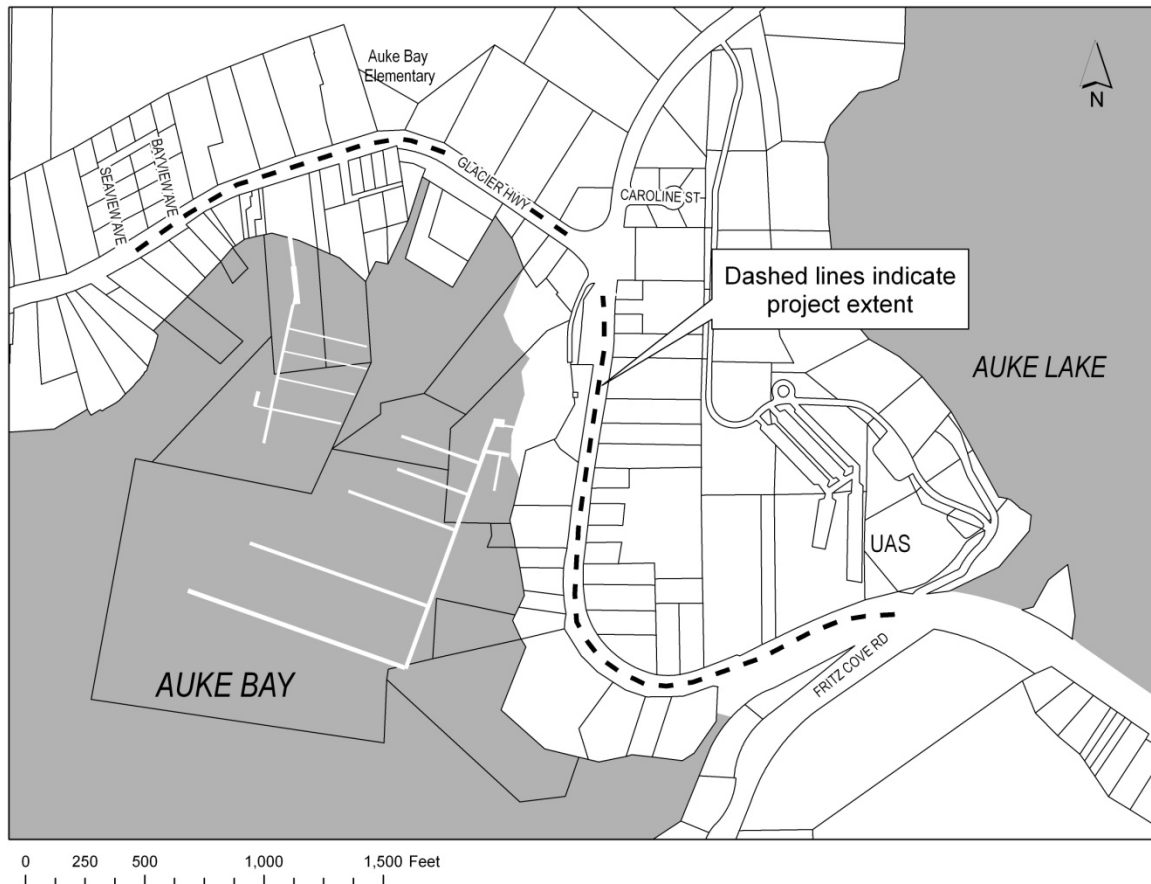 Auke Bay
Elementary
N
BAYVIEW AVE
SEAVIEW AVE
GLACIER HWY
CAROLINE ST
Dashed lines indicate
project extent
AUKE LAKE
UAS
AUKE BAY
FRITZ COVE RD
0 250 500 1,000 1,500 Feet